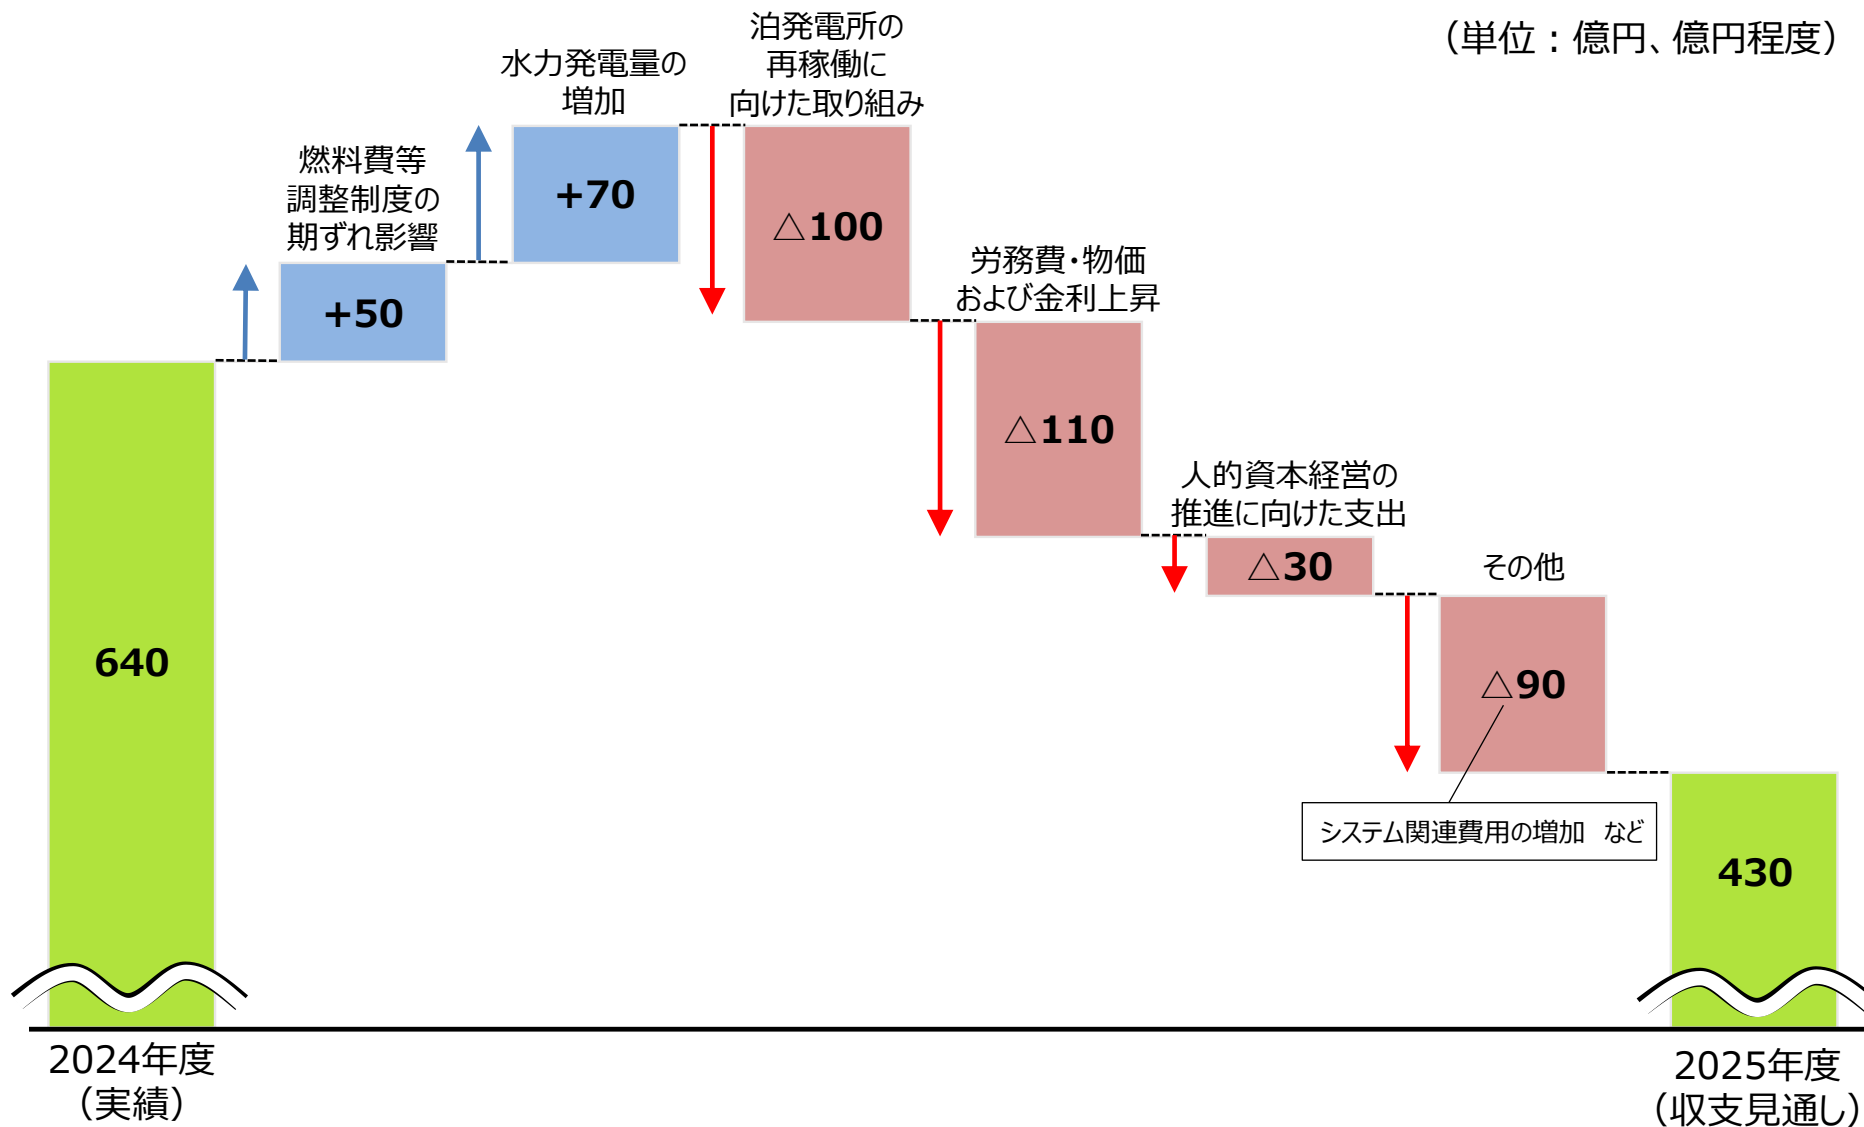 （単位：億円、億円程度）
泊発電所の
再稼働に
向けた取り組み
水力発電量の
増加
燃料費等
調整制度の
期ずれ影響
労務費・物価
および金利上昇
人的資本経営の
推進に向けた支出
その他
640
+50
+70
△100
△110
△30
△90
システム関連費用の増加　など
430
2024年度
（実績）
2025年度
（収支見通し）